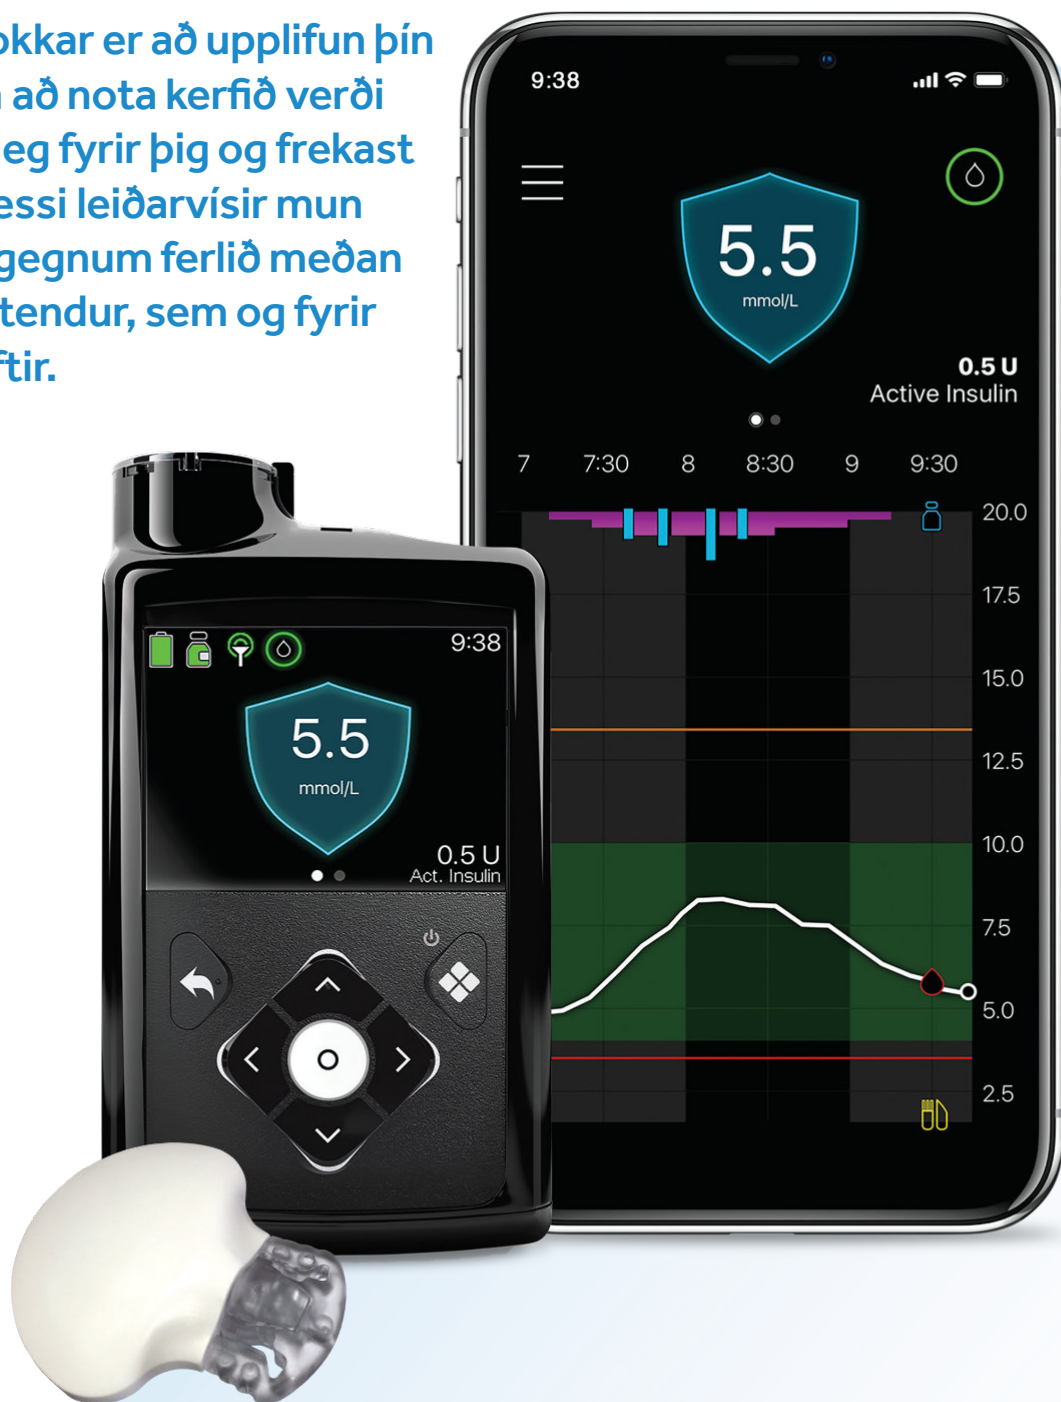 okkar er að upplifun þín
að nota kerfið verði
leg fyrir þig og frekast
essi leiðarvísir mun
gegnum ferlið meðan
tendur, sem og fyrir
ftir.
9:38
5.5
mmol/L
0.5 U
Active Insulin
7 7:30 8 8:30 9 9:30
20.0
17.5
15.0
12.5
10.0
7.5
5.0
2.5
9:38
5.5
mmol/L
0.5 U
Act. Insulin